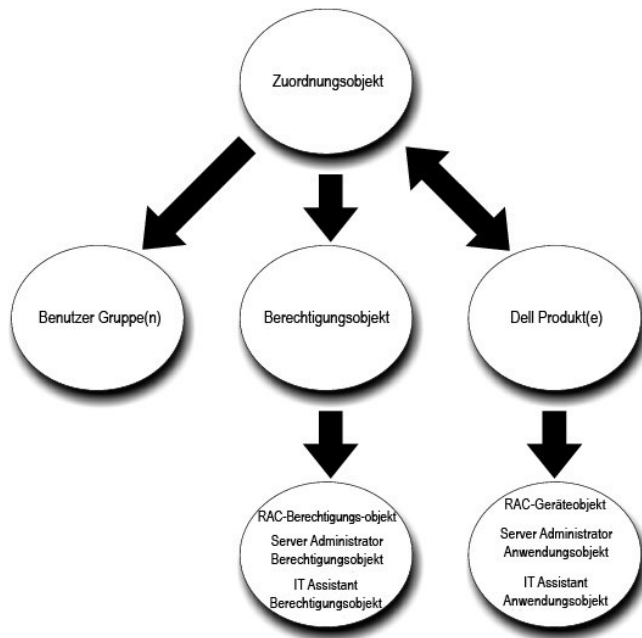 Zuordnungsobjekt
Benutzer Gruppe(n)
Berechtigungsobjekt
Dell Produkt(e)
RAC-Berechtigungs-objekt
Server Administrator
Berechtigungsobjekt
IT Assistant
Berechtigungsobjekt
RAC-Geräteobjekt
Server Administrator
Anwendungsobjekt
IT Assistant
Anwendungsobjekt